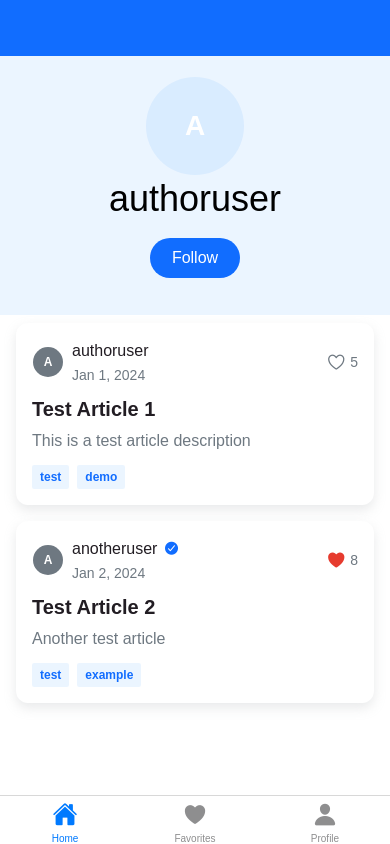 A
authoruser
Follow
A
authoruser
Jan 1, 2024
5
Test Article 1
This is a test article description
test demo
A
anotheruser
Jan 2, 2024
8
Test Article 2
Another test article
test example
Home Favorites Profile